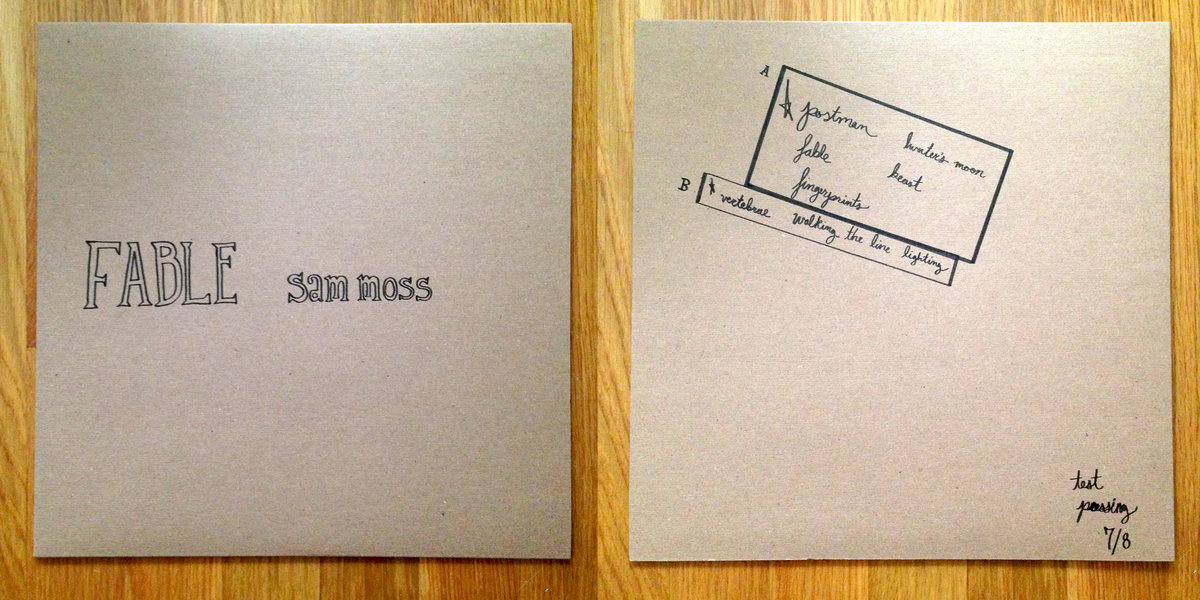 FABLE sam moss
A
postman
fable
fingerprints
hunter's moon
beast
B
vertebrae walking the line lighting
test
pressing
7/8